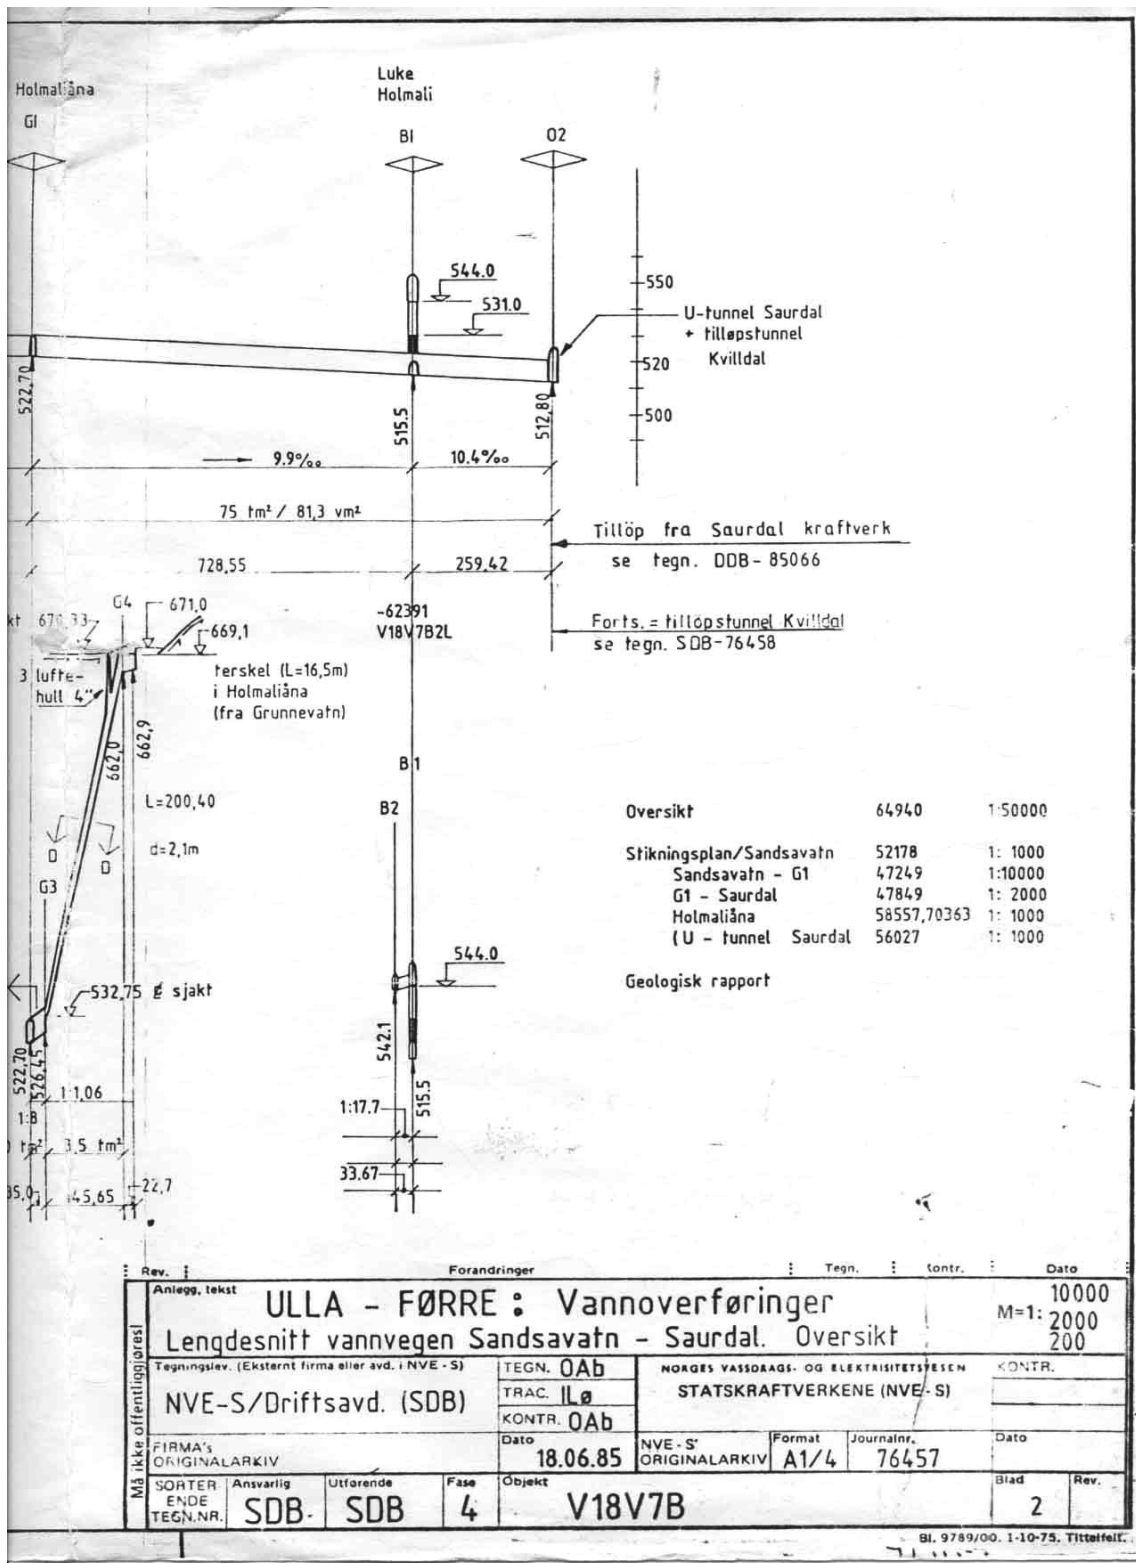 Holmaliåna
G1
Luke
Holmali
B1
O2
544.0
531.0
550
520
500
U-tunnel Saurdal
+ tilløpstunnel
Kvilldal
522,70
515.5
512,80
9.9‰
10.4‰
75 tm² / 81,3 vm²
728,55
259,42
Tillöp fra Saurdal kraftverk
se tegn. DDB-85066
Forts. = tillöpstunnel Kvilldal
se tegn. SDB-76458
-62391
V18V7B2L
G4
671,0
669,1
3 lufte-
hull 4"
terskel (L=16,5m)
i Holmaliåna
(fra Grunnevatn)
662,0
662,9
L=200,40
d=2,1m
D
D
G3
532,75 ⌀ sjakt
522,70
526,45
1:1,06
1:8
3,5 tm²
22,7
B1
B2
544.0
542.1
515.5
1:17.7
33.67
Oversikt 64940 1:50000
Stikningsplan/Sandsavatn 52178 1: 1000
Sandsavatn - G1 47249 1:10000
G1 - Saurdal 47849 1: 2000
Holmaliåna 58557,70363 1: 1000
(U - tunnel Saurdal 56027 1: 1000
Geologisk rapport
Rev. Forandringer Tegn. Kontr. Dato
Må ikke offentliggjøres!
Anlegg, tekst
ULLA - FØRRE : Vannoverføringer
Lengdesnitt vannvegen Sandsavatn - Saurdal. Oversikt
M=1: 10000
2000
200
Tegningslev. (Eksternt firma eller avd. i NVE-S)
NVE-S/Driftsavd. (SDB)
TEGN. OAb
TRAC. ILø
KONTR. OAb
NORGES VASSDRAGS- OG ELEKTRISITETSVESEN
STATSKRAFTVERKENE (NVE-S)
KONTR.
FIRMA's
ORIGINALARKIV
Dato
18.06.85
NVE-S'
ORIGINALARKIV
Format
A1/4
Journalnr.
76457
Dato
SORTER
ENDE
TEGN.NR.
Ansvarlig
SDB-
Utførende
SDB
Fase
4
Objekt
V18V7B
Blad
2
Rev.
Bl. 9789/00. 1-10-75. Tittelfelt.